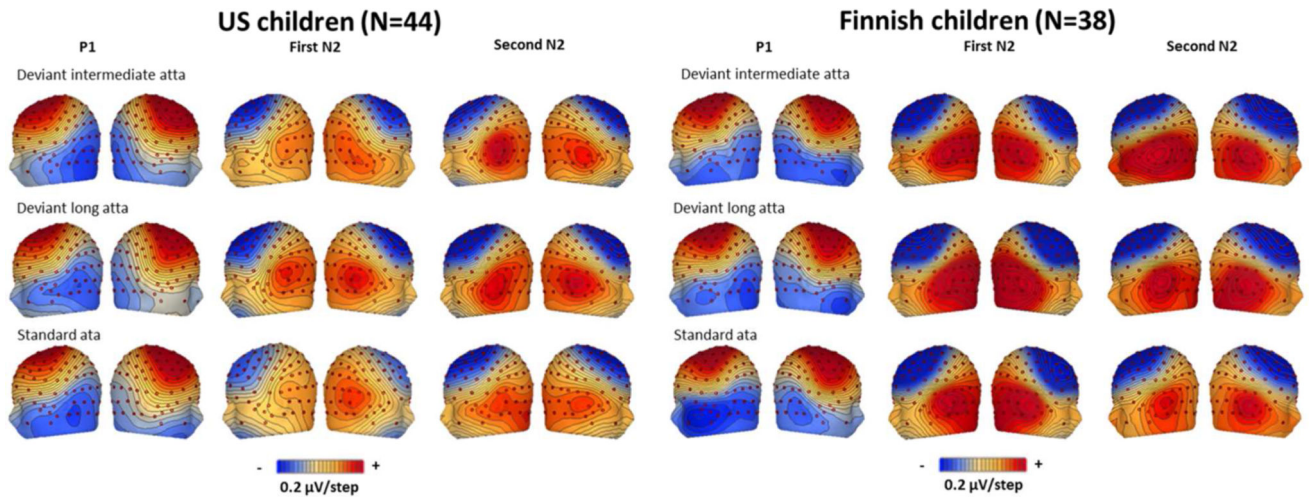 US children (N=44)
P1 First N2 Second N2
Deviant intermediate atta
Deviant long atta
Standard ata
- +
0.2 µV/step
Finnish children (N=38)
P1 First N2 Second N2
Deviant intermediate atta
Deviant long atta
Standard ata
- +
0.2 µV/step